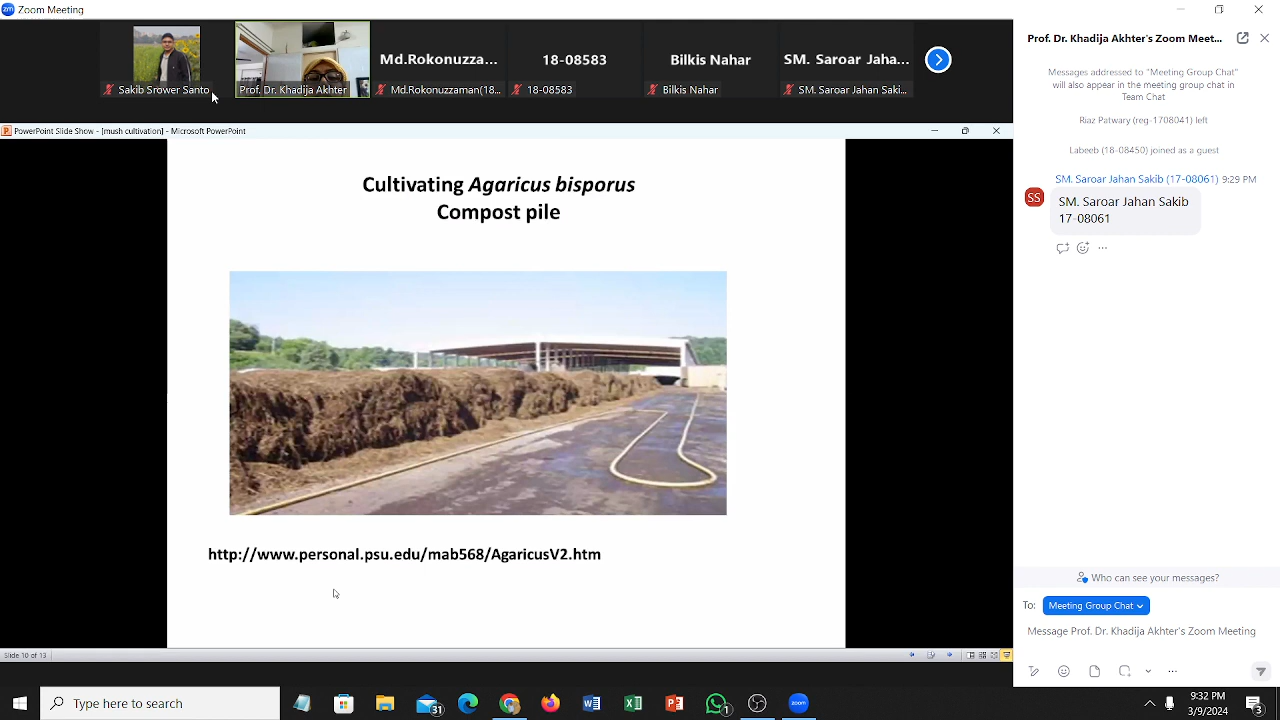 Zoom Meeting
Sakib Srower Santo
Prof. Dr. Khadija Akhter
Md.Rokonuzza...
Md.Rokonuzzaman(18...
18-08583
18-08583
Bilkis Nahar
Bilkis Nahar
SM. Saroar Jaha...
SM. Saroar Jahan Saki...
PowerPoint Slide Show - [mush cultivation] - Microsoft PowerPoint
Cultivating Agaricus bisporus
Compost pile
http://www.personal.psu.edu/mab568/AgaricusV2.htm
Slide 10 of 13
Prof. Dr. Khadija Akhter's Zoom Meet...
Messages addressed to "Meeting Group Chat"
will also appear in the meeting group chat in
Team Chat
Riaz Patwary (reg-1708041) left
Labeeb (18-08450) joined as a guest
SM. Saroar Jahan Sakib (17-08061) 9:29 PM
SS
SM. Saroar Jahan Sakib
17-08061
Who can see your messages?
To: Meeting Group Chat
Message Prof. Dr. Khadija Akhter's Zoom Meeting
Type here to search
31
1
zoom
9:32 PM
3/9/2024
3